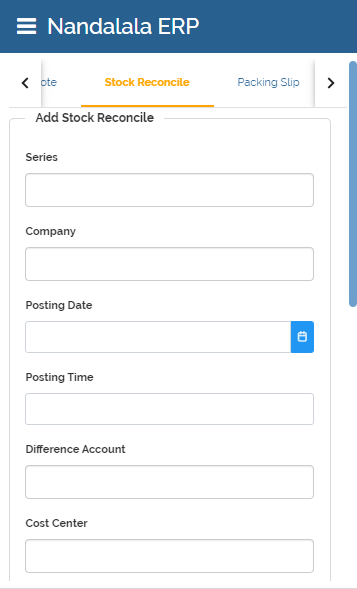 Nandalala ERP
ote Stock Reconcile Packing Slip
Add Stock Reconcile
Series
Company
Posting Date
Posting Time
Difference Account
Cost Center